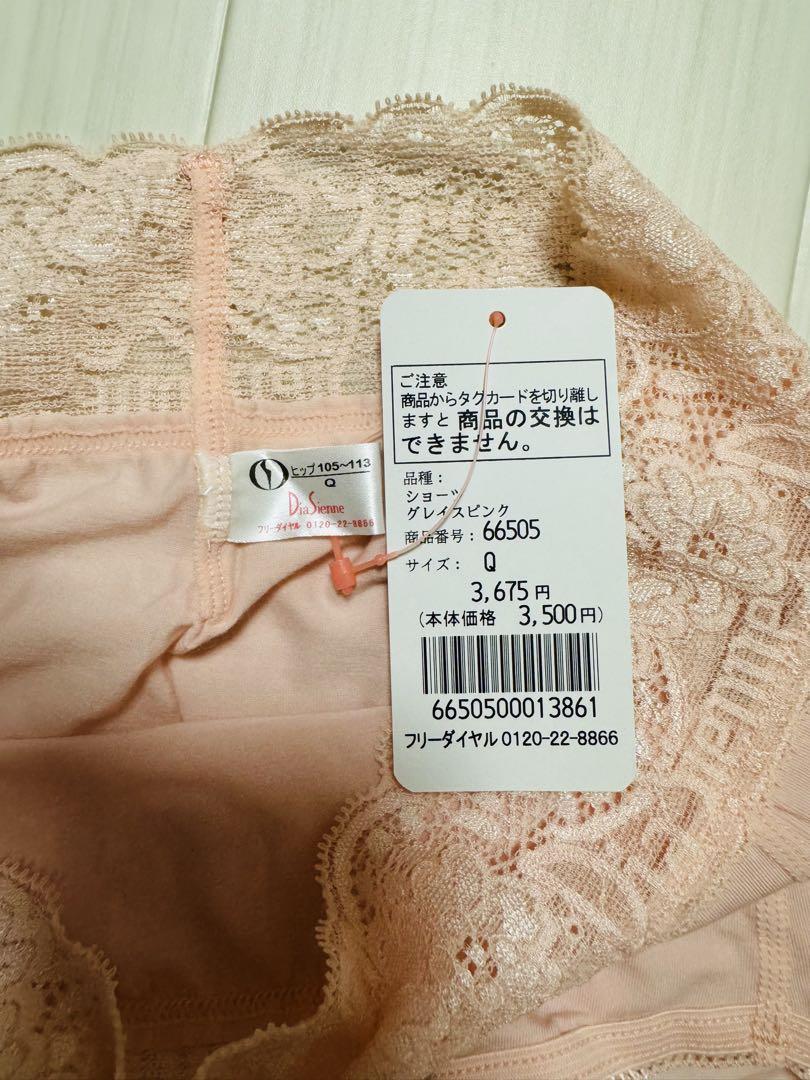 ご注意
商品からタグカードを切り離し
ますと 商品の交換は
できません。
品種：
ショーツ
グレイスピンク
商品番号：66505
サイズ： Q
3,675円
(本体価格 3,500円)
6650500013861
フリーダイヤル 0120-22-8866
ヒップ 105～113
Q
DiaSienne
フリーダイヤル 0120-22-8866